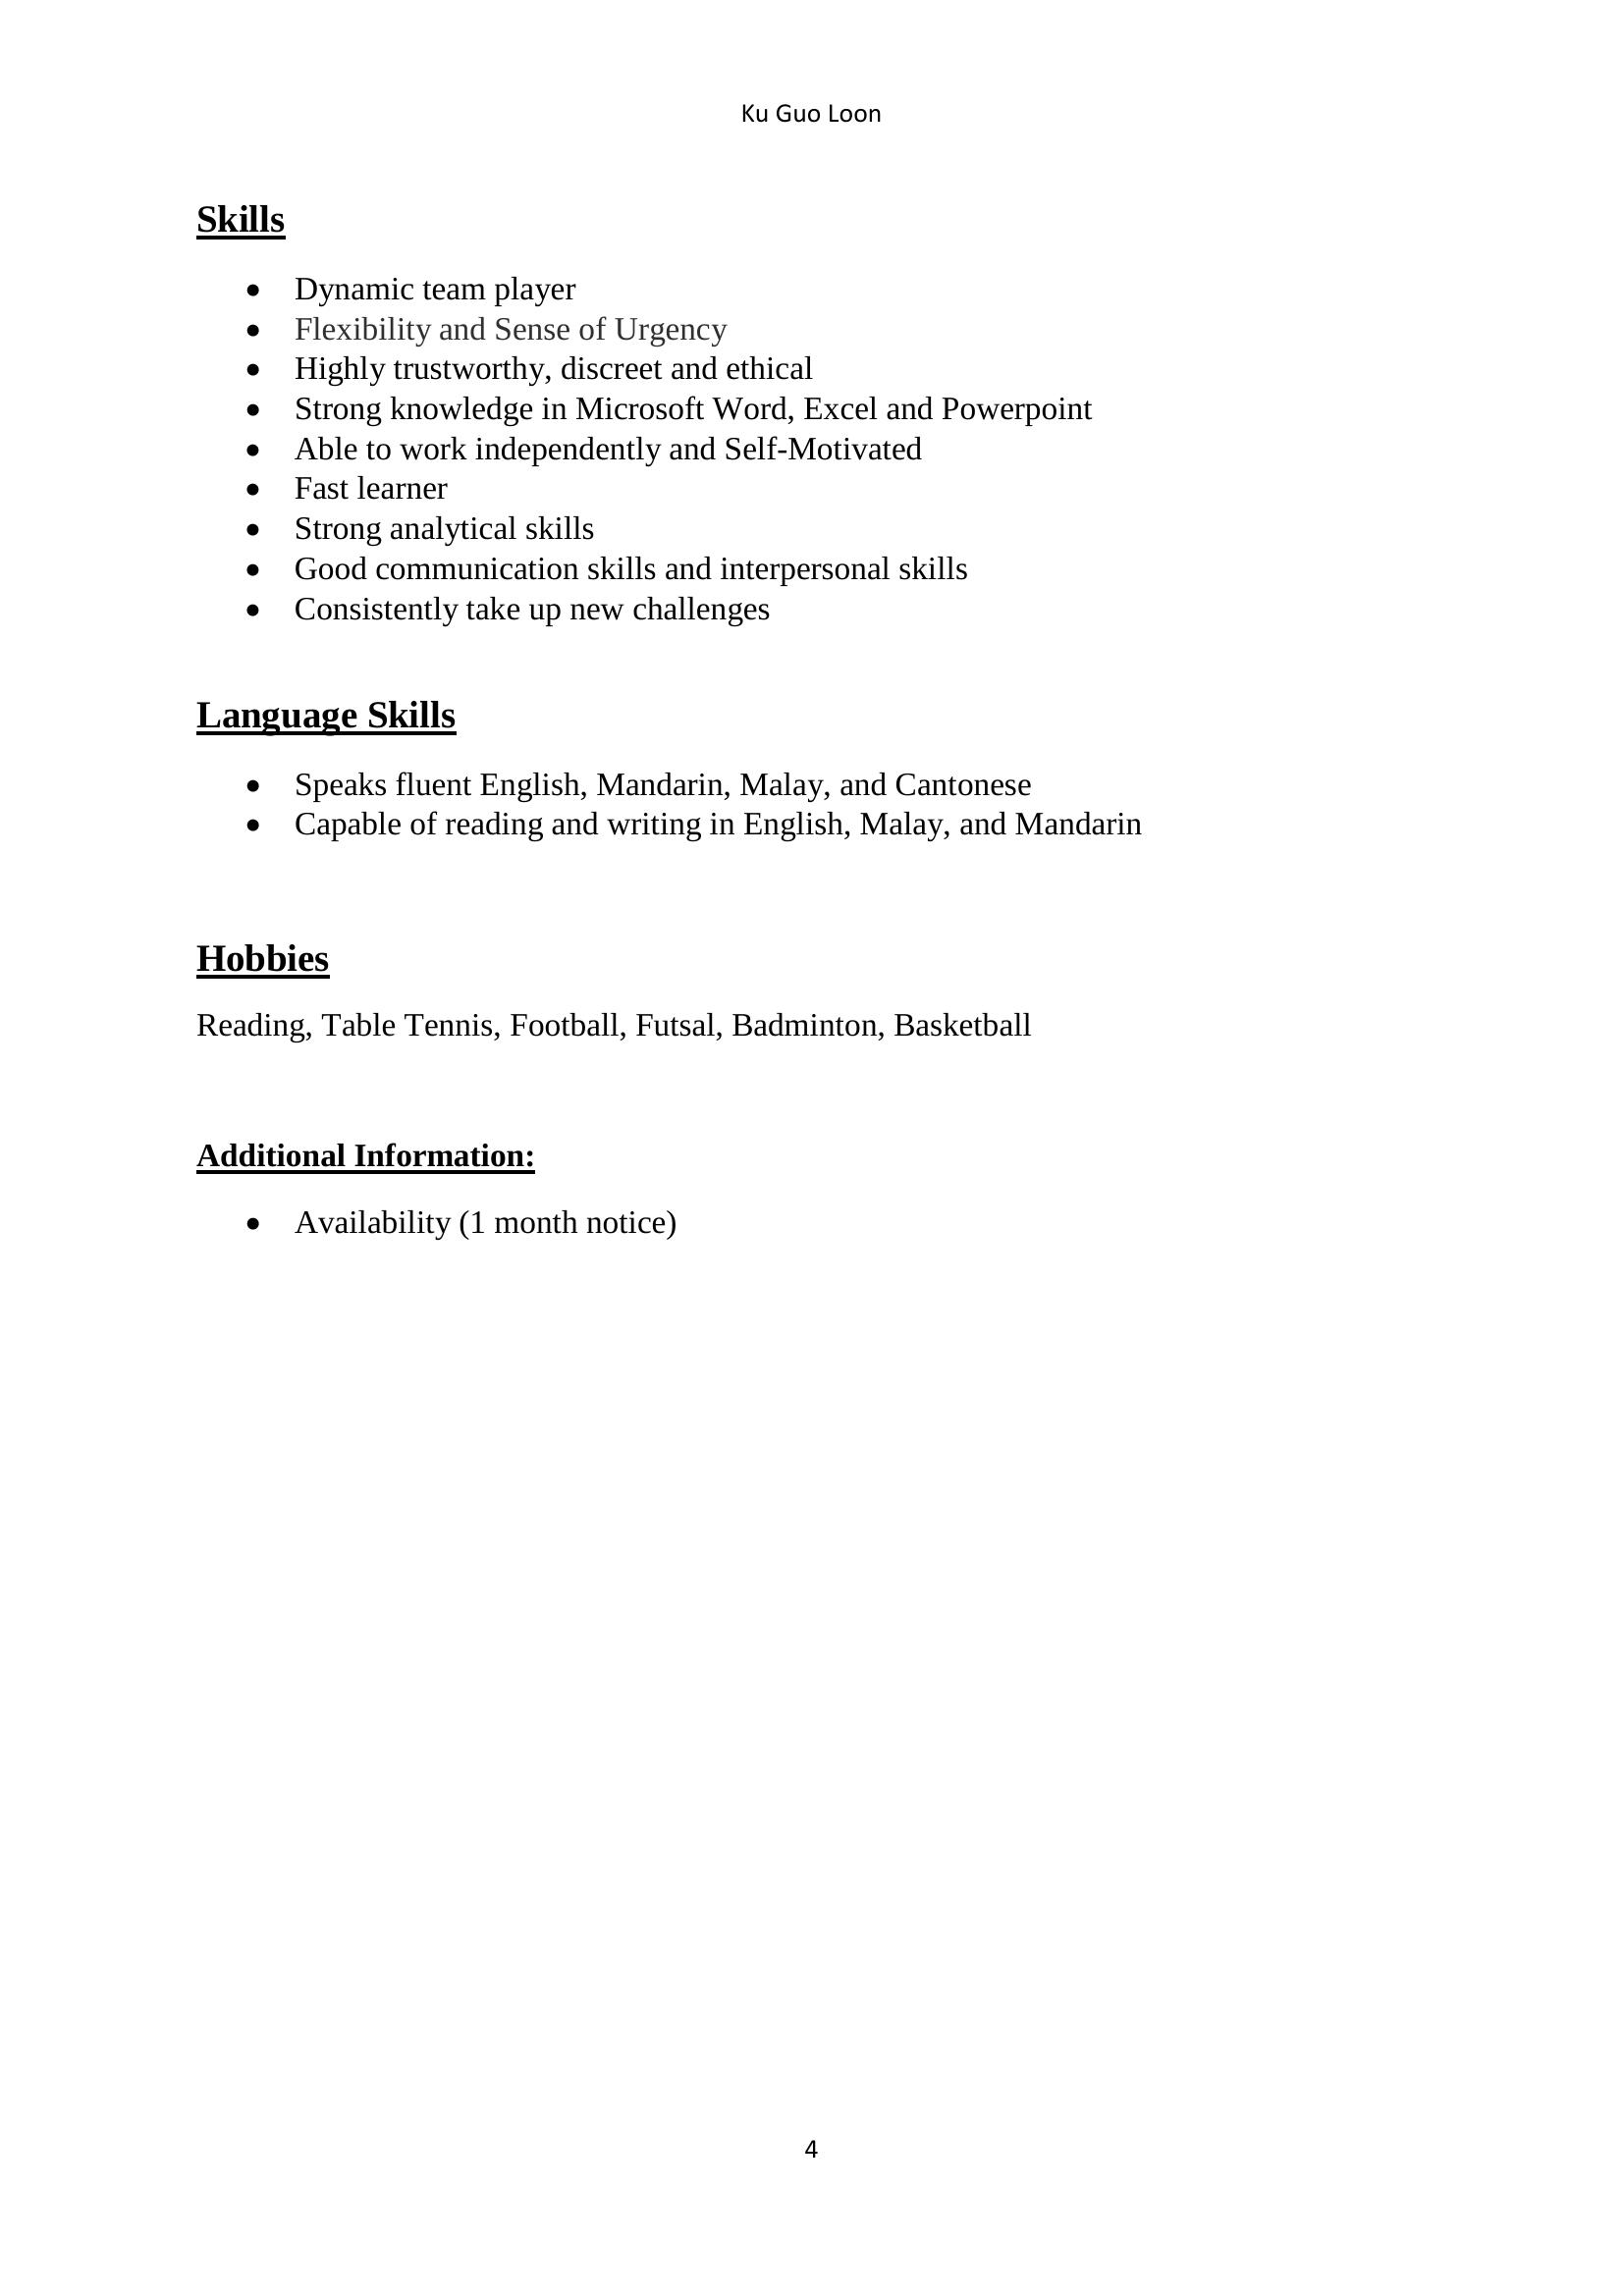 Ku Guo Loon
Skills
• Dynamic team player
• Flexibility and Sense of Urgency
• Highly trustworthy, discreet and ethical
• Strong knowledge in Microsoft Word, Excel and Powerpoint
• Able to work independently and Self-Motivated
• Fast learner
• Strong analytical skills
• Good communication skills and interpersonal skills
• Consistently take up new challenges
Language Skills
• Speaks fluent English, Mandarin, Malay, and Cantonese
• Capable of reading and writing in English, Malay, and Mandarin
Hobbies
Reading, Table Tennis, Football, Futsal, Badminton, Basketball
Additional Information:
• Availability (1 month notice)
4